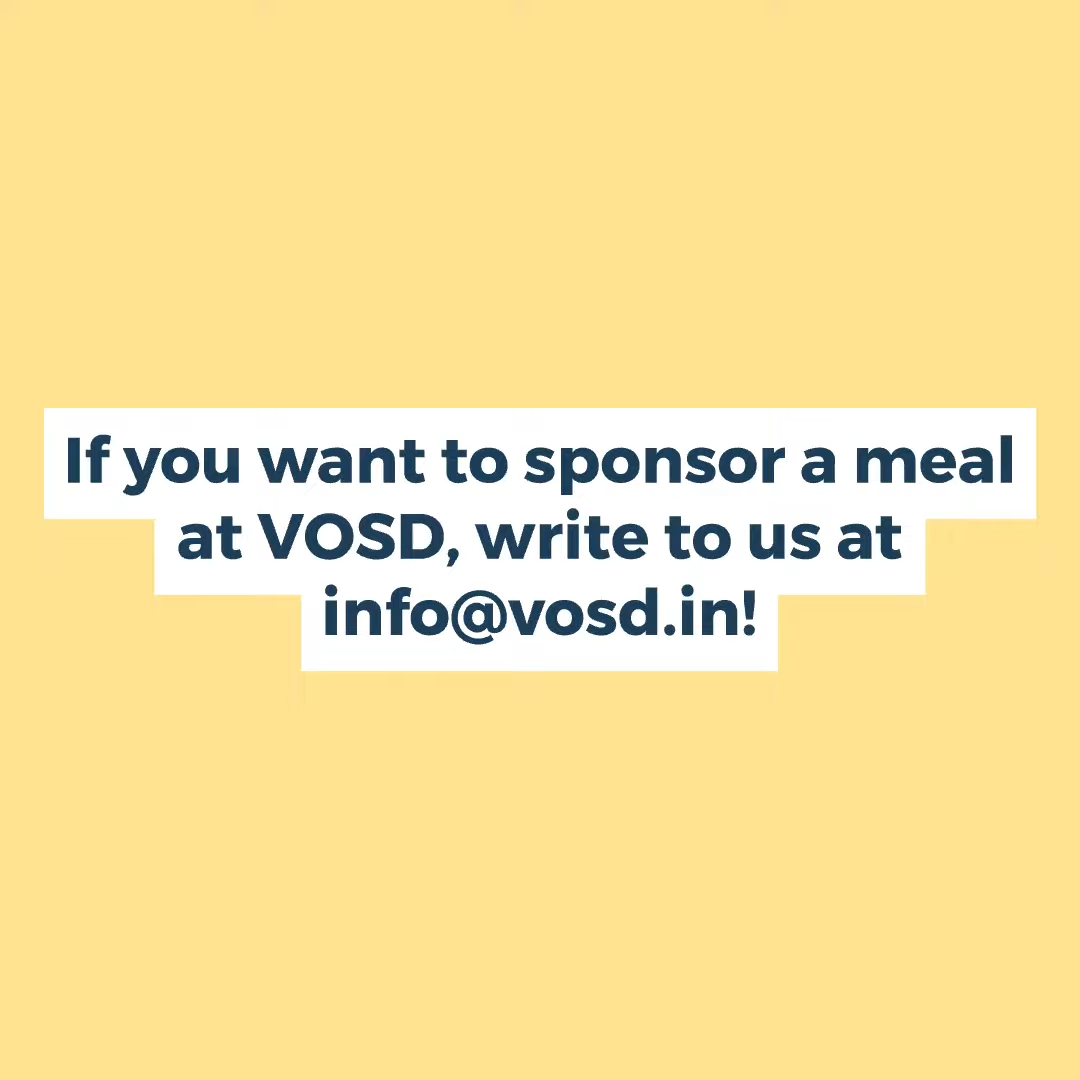 If you want to sponsor a meal
at VOSD, write to us at
info@vosd.in!